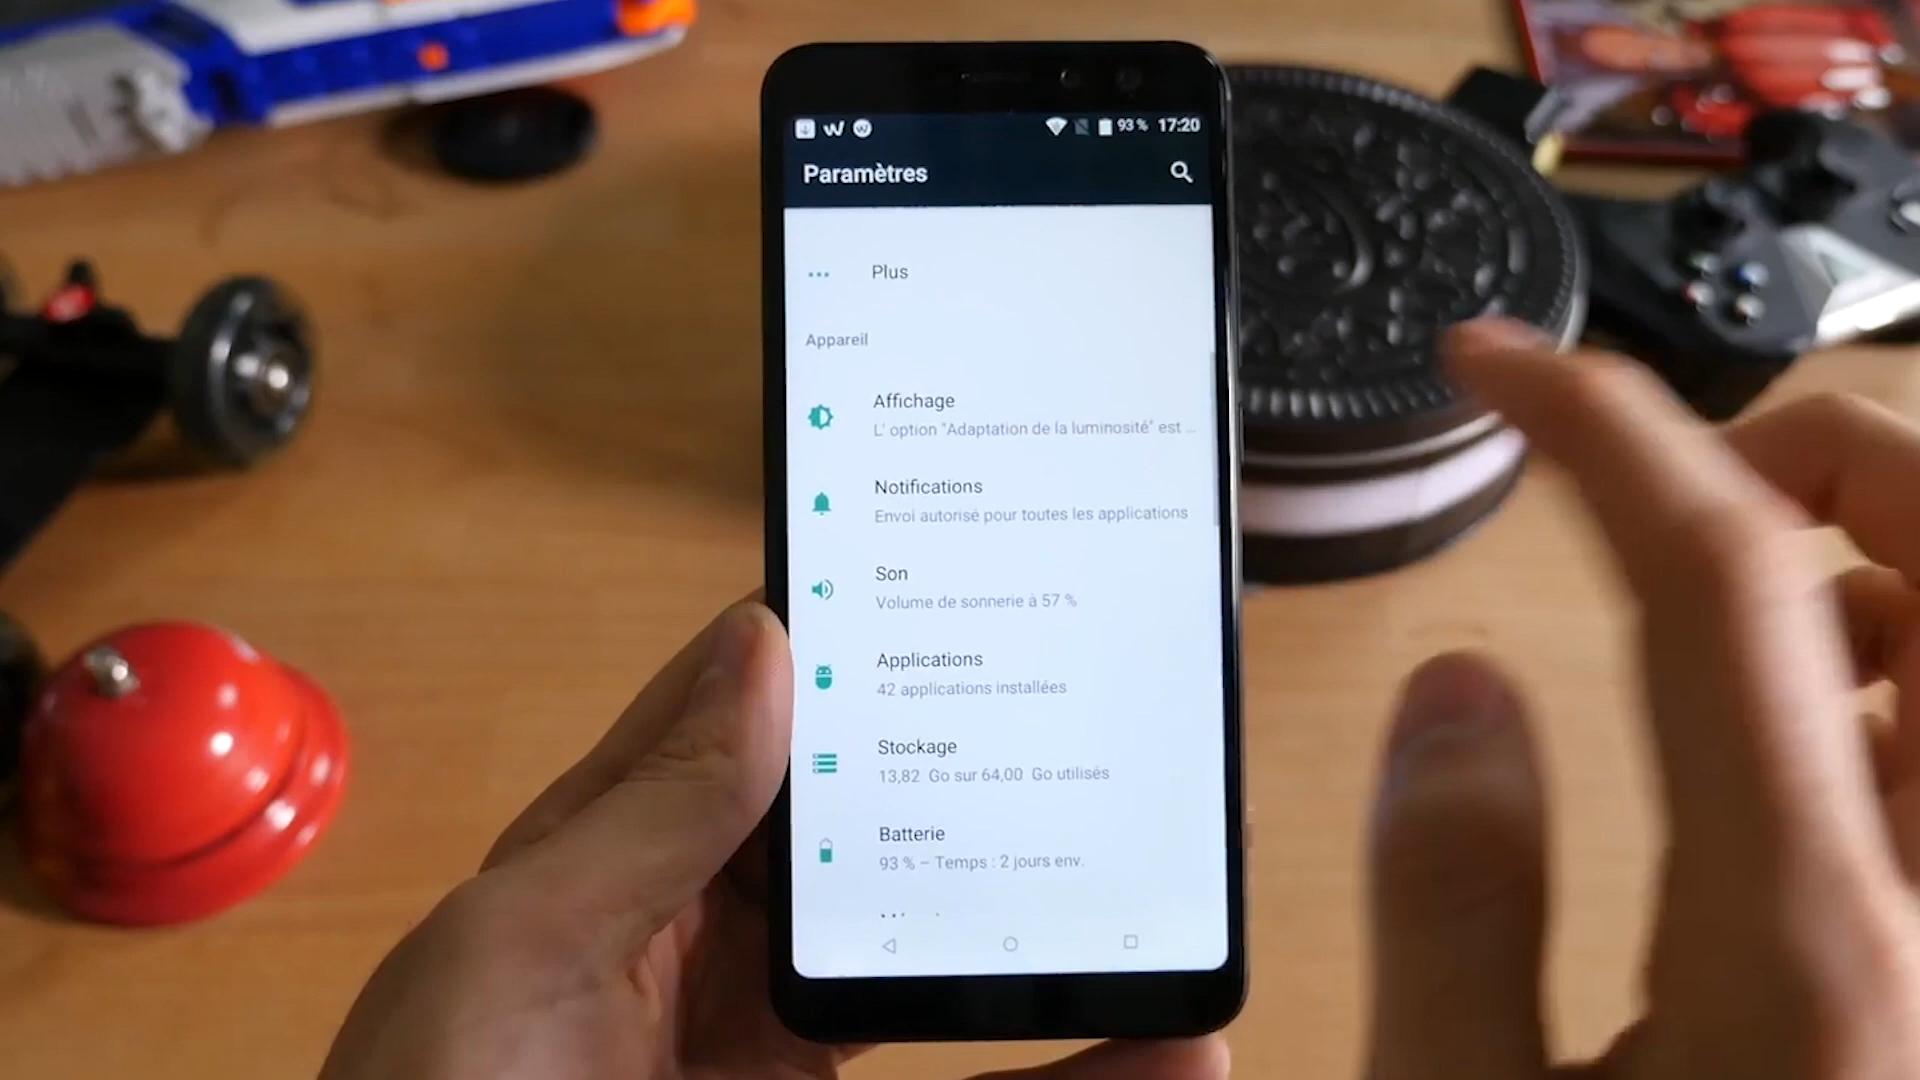 93 % 17:20
Paramètres
Plus
Appareil
Affichage
L' option "Adaptation de la luminosité" est ...
Notifications
Envoi autorisé pour toutes les applications
Son
Volume de sonnerie à 57 %
Applications
42 applications installées
Stockage
13,82 Go sur 64,00 Go utilisés
Batterie
93 % – Temps : 2 jours env.